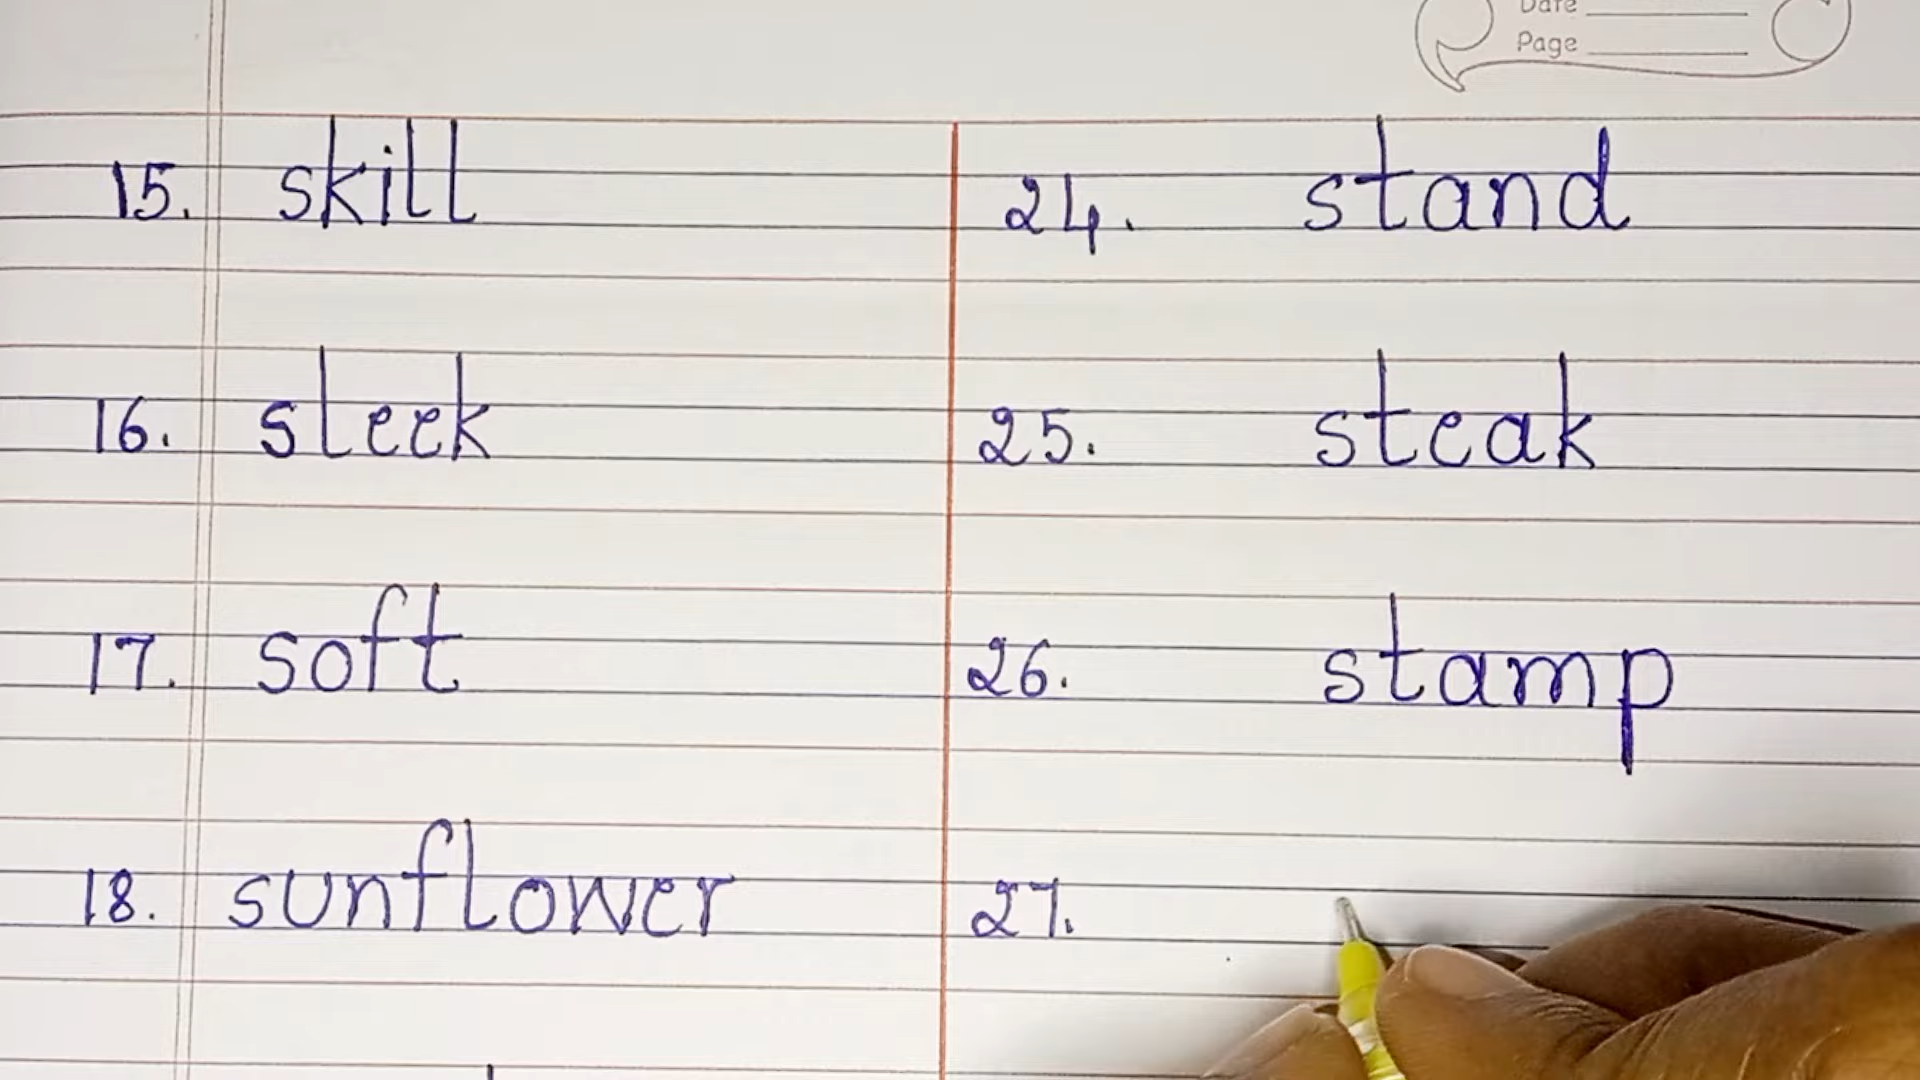 Date
Page
15. skill
16. sleek
17. soft
18. sunflower
24. stand
25. steak
26. stamp
27.